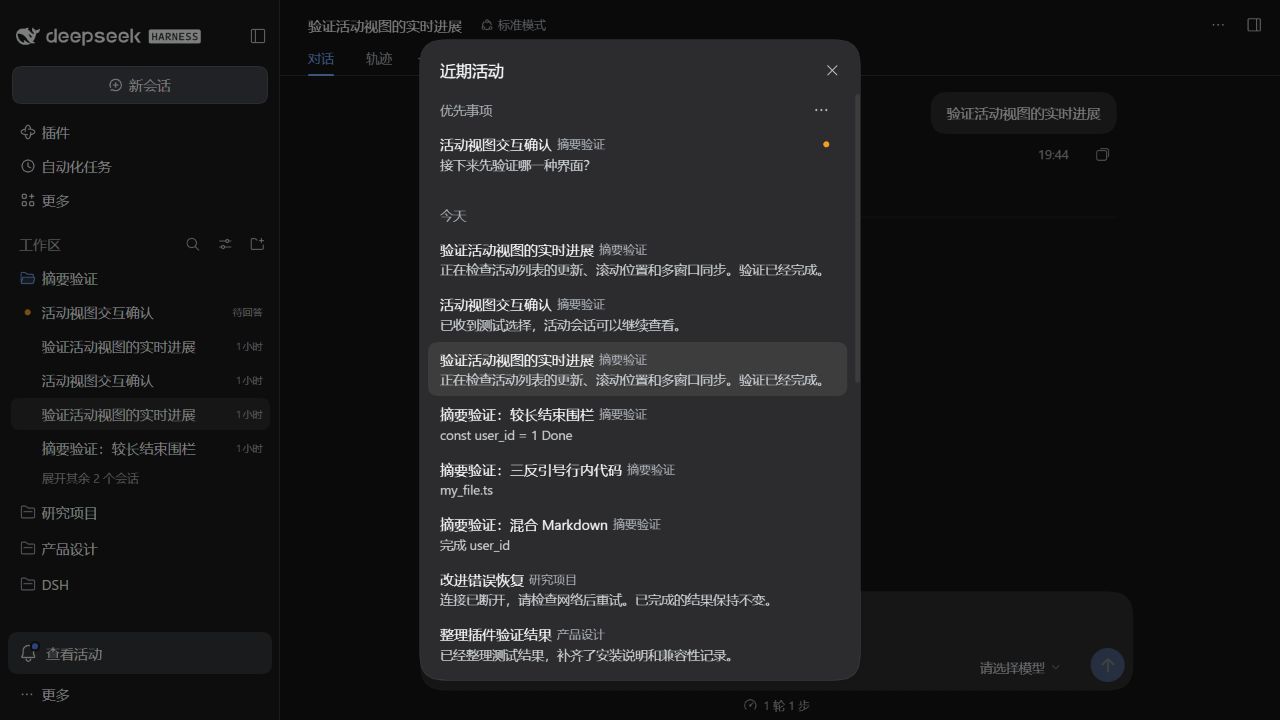 deepseek HARNESS
新会话
插件
自动化任务
更多
工作区
摘要验证
活动视图交互确认 待回答
验证活动视图的实时进展 1小时
活动视图交互确认 1小时
验证活动视图的实时进展 1小时
摘要验证：较长结束围栏 1小时
展开其余 2 个会话
研究项目
产品设计
DSH
查看活动
更多
验证活动视图的实时进展 标准模式
对话 轨迹
验证活动视图的实时进展
19:44
近期活动
优先事项
活动视图交互确认 摘要验证
接下来先验证哪一种界面？
今天
验证活动视图的实时进展 摘要验证
正在检查活动列表的更新、滚动位置和多窗口同步。验证已经完成。
活动视图交互确认 摘要验证
已收到测试选择，活动会话可以继续查看。
验证活动视图的实时进展 摘要验证
正在检查活动列表的更新、滚动位置和多窗口同步。验证已经完成。
摘要验证：较长结束围栏 摘要验证
const user_id = 1 Done
摘要验证：三反引号行内代码 摘要验证
my_file.ts
摘要验证：混合 Markdown 摘要验证
完成 user_id
改进错误恢复 研究项目
连接已断开，请检查网络后重试。已完成的结果保持不变。
整理插件验证结果 产品设计
已经整理测试结果，补齐了安装说明和兼容性记录。
请选择模型
1 轮 1 步